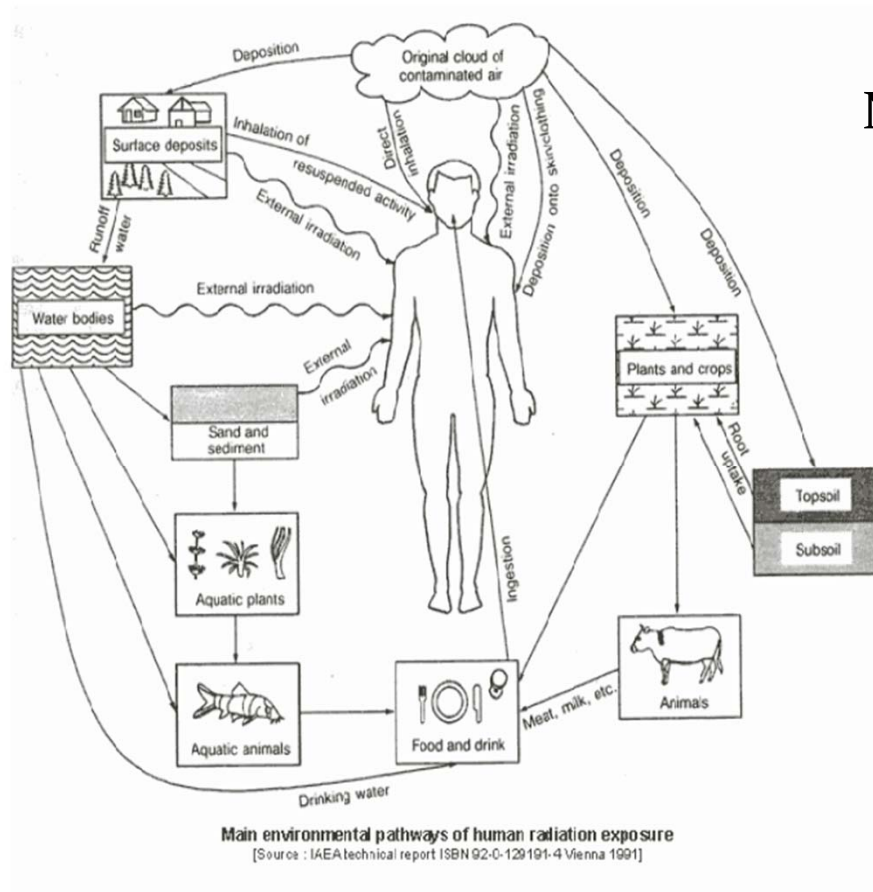 Original cloud of
contaminated air
Deposition
Surface deposits
Inhalation of
resuspended activity
Direct
inhalation
External irradiation
Deposition onto skin/clothing
Deposition
Deposition
External irradiation
Runoff
water
Water bodies
External irradiation
External
irradiation
Sand and
sediment
Plants and crops
Root
uptake
Topsoil
Subsoil
Aquatic plants
Ingestion
Aquatic animals
Food and drink
Meat, milk, etc.
Animals
Drinking water
Main environmental pathways of human radiation exposure
[Source : IAEA technical report ISBN 92-0-129191-4 Vienna 1991]